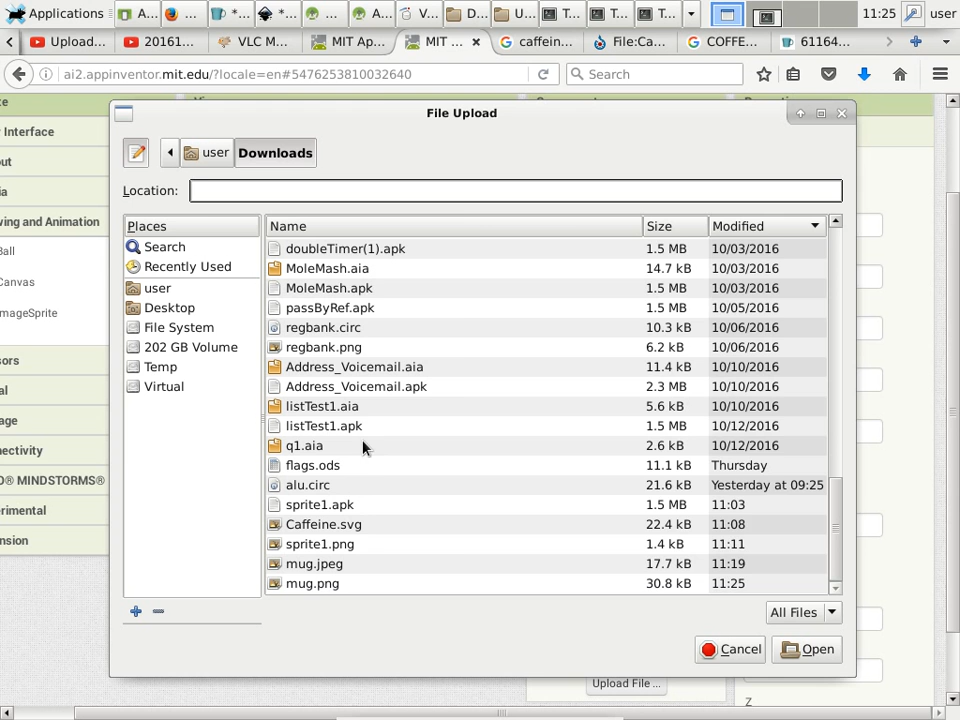 Applications
A...
M...
*...
*...
...
A...
V...
D...
U...
T...
T...
T...
11:25
user
Upload...
20161...
VLC M...
MIT Ap...
MIT ...
caffein...
File:Ca...
COFFE...
61164...
ai2.appinventor.mit.edu/?locale=en#5476253810032640
Search
File Upload
user
Downloads
Location:
Places
Search
Recently Used
user
Desktop
File System
202 GB Volume
Temp
Virtual
Name Size Modified
doubleTimer(1).apk 1.5 MB 10/03/2016
MoleMash.aia 14.7 kB 10/03/2016
MoleMash.apk 1.5 MB 10/03/2016
passByRef.apk 1.5 MB 10/05/2016
regbank.circ 10.3 kB 10/06/2016
regbank.png 6.2 kB 10/06/2016
Address_Voicemail.aia 11.4 kB 10/10/2016
Address_Voicemail.apk 2.3 MB 10/10/2016
listTest1.aia 5.6 kB 10/10/2016
listTest1.apk 1.5 MB 10/12/2016
q1.aia 2.6 kB 10/12/2016
flags.ods 11.1 kB Thursday
alu.circ 21.6 kB Yesterday at 09:25
sprite1.apk 1.5 MB 11:03
Caffeine.svg 22.4 kB 11:08
sprite1.png 1.4 kB 11:11
mug.jpeg 17.7 kB 11:19
mug.png 30.8 kB 11:25
All Files
Cancel
Open
r Interface
out
ia
wing and Animation
Ball
Canvas
mageSprite
sors
al
age
nectivity
O® MINDSTORMS®
erimental
nsion
Upload File ...
Z